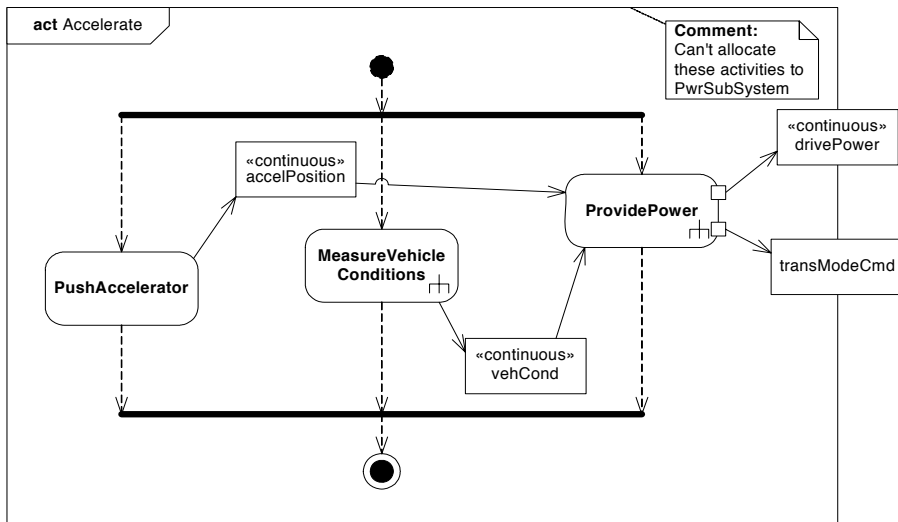 act Accelerate
Comment:
Can't allocate
these activities to
PwrSubSystem
«continuous»
drivePower
«continuous»
accelPosition
ProvidePower
MeasureVehicle
Conditions
PushAccelerator
transModeCmd
«continuous»
vehCond